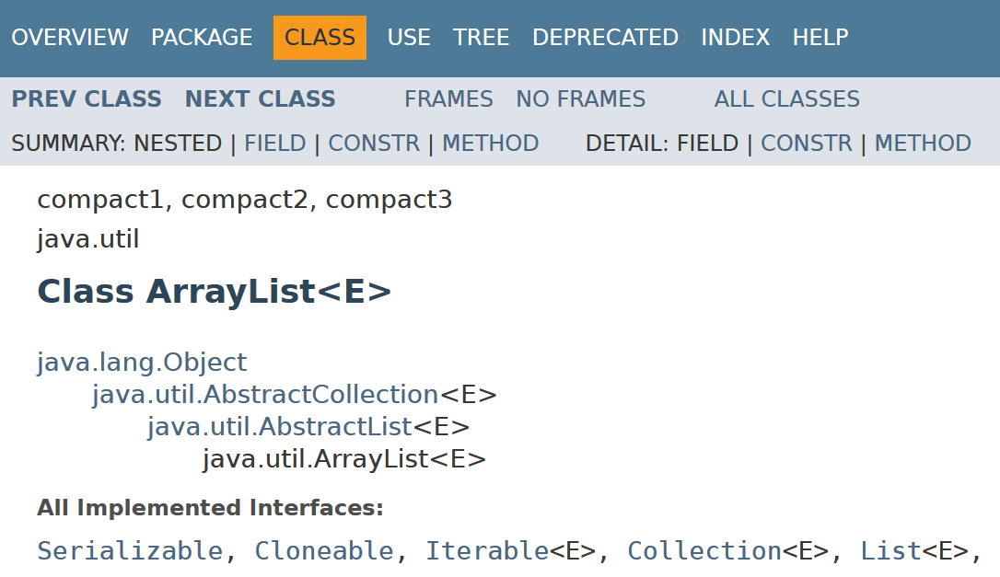 OVERVIEW PACKAGE CLASS USE TREE DEPRECATED INDEX HELP
PREV CLASS NEXT CLASS FRAMES NO FRAMES ALL CLASSES
SUMMARY: NESTED | FIELD | CONSTR | METHOD DETAIL: FIELD | CONSTR | METHOD
compact1, compact2, compact3
java.util
Class ArrayList<E>
java.lang.Object
java.util.AbstractCollection<E>
java.util.AbstractList<E>
java.util.ArrayList<E>
All Implemented Interfaces:
Serializable, Cloneable, Iterable<E>, Collection<E>, List<E>,